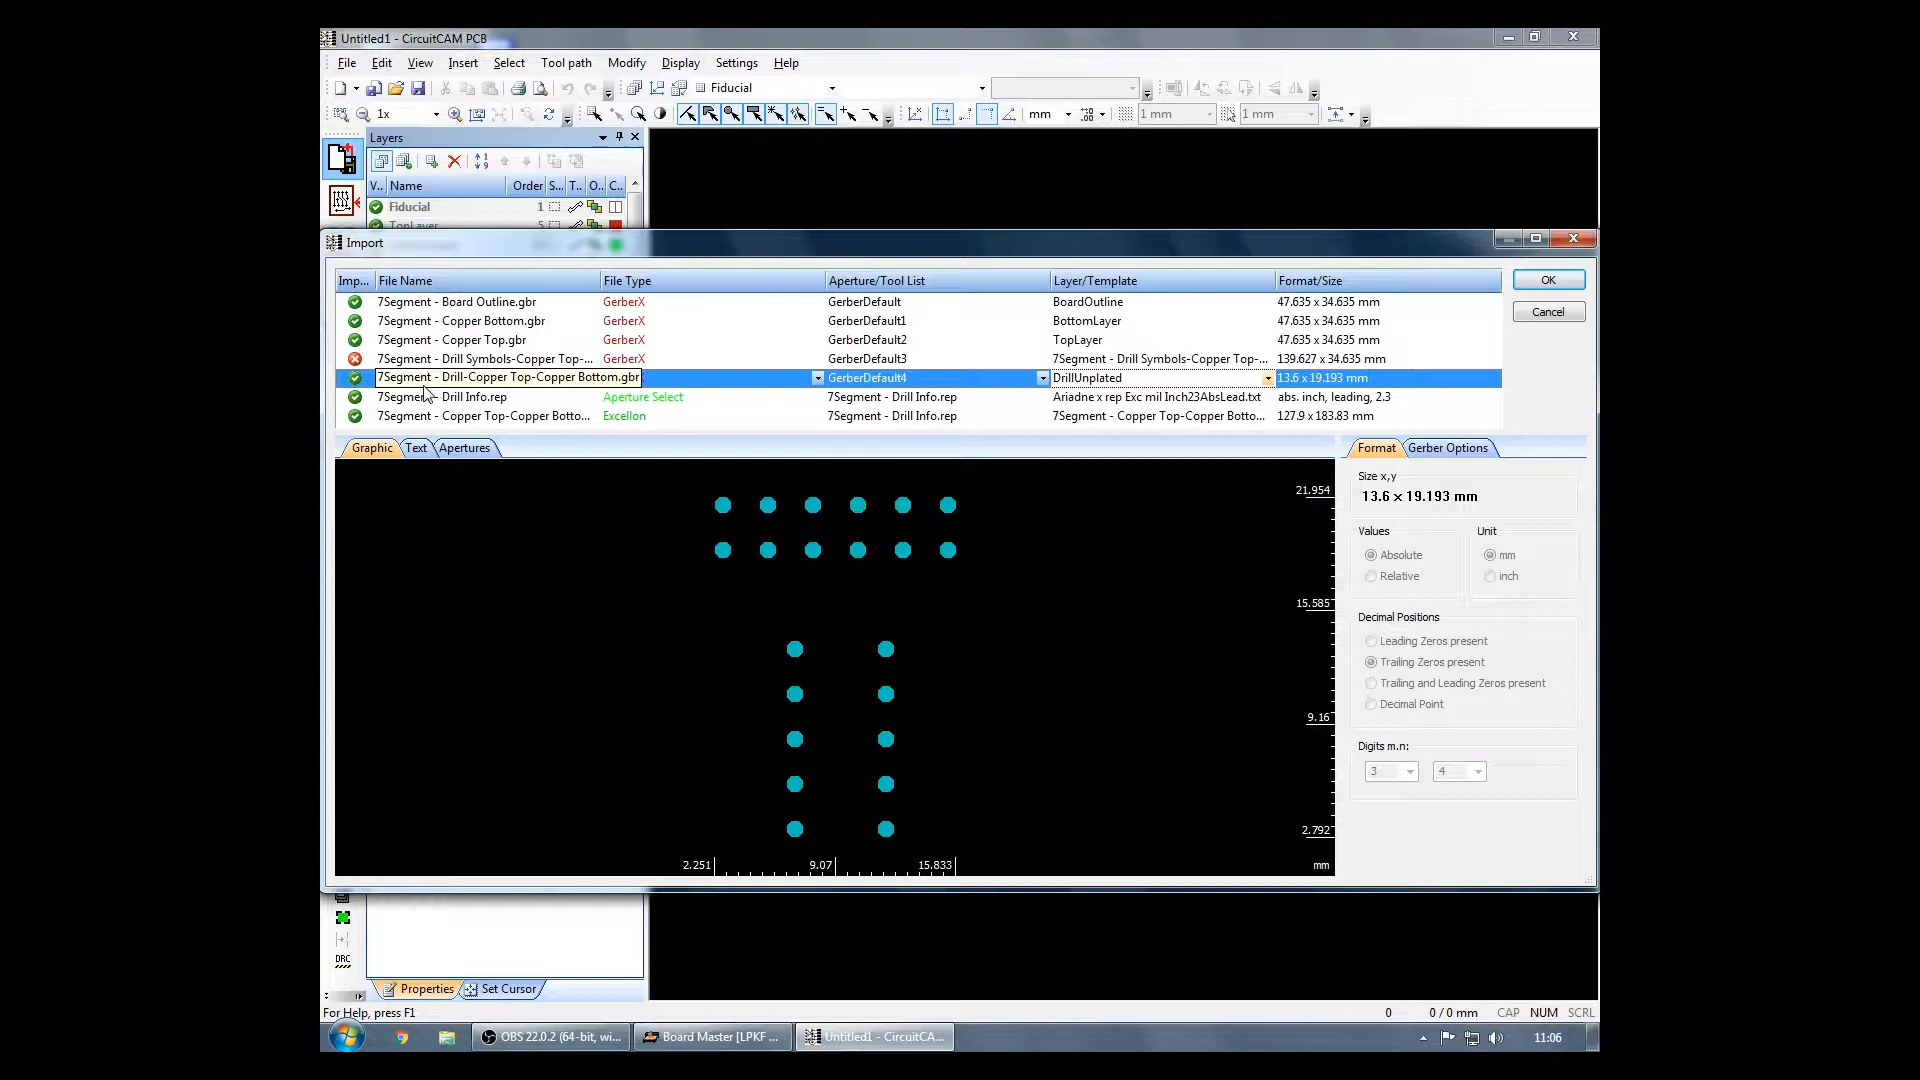 Untitled1 - CircuitCAM PCB
File Edit View Insert Select Tool path Modify Display Settings Help
Fiducial
1x mm 1 mm 1 mm
Layers
V.. Name Order S... T.. O.. C..
Fiducial 1
TopLayer 5
Import
Imp... File Name File Type Aperture/Tool List Layer/Template Format/Size
7Segment - Board Outline.gbr GerberX GerberDefault BoardOutline 47.635 x 34.635 mm
7Segment - Copper Bottom.gbr GerberX GerberDefault1 BottomLayer 47.635 x 34.635 mm
7Segment - Copper Top.gbr GerberX GerberDefault2 TopLayer 47.635 x 34.635 mm
7Segment - Drill Symbols-Copper Top-... GerberX GerberDefault3 7Segment - Drill Symbols-Copper Top-... 139.627 x 34.635 mm
7Segment - Drill-Copper Top-Copper Bottom.gbr GerberDefault4 DrillUnplated 13.6 x 19.193 mm
7Segment - Drill Info.rep Aperture Select 7Segment - Drill Info.rep Ariadne x rep Exc mil Inch23AbsLead.txt abs. inch, leading, 2.3
7Segment - Copper Top-Copper Botto... Excellon 7Segment - Drill Info.rep 7Segment - Copper Top-Copper Botto... 127.9 x 183.83 mm
OK
Cancel
Graphic Text Apertures
Format Gerber Options
Size x,y
13.6 x 19.193 mm
Values Unit
Absolute mm
Relative inch
Decimal Positions
Leading Zeros present
Trailing Zeros present
Trailing and Leading Zeros present
Decimal Point
Digits m.n:
3 4
21.954
15.585
9.16
2.792
2.251 9.07 15.833 mm
DRC
Properties Set Cursor
For Help, press F1 0 0 / 0 mm CAP NUM SCRL
OBS 22.0.2 (64-bit, wi... Board Master [LPKF ... Untitled1 - CircuitCA... 11:06